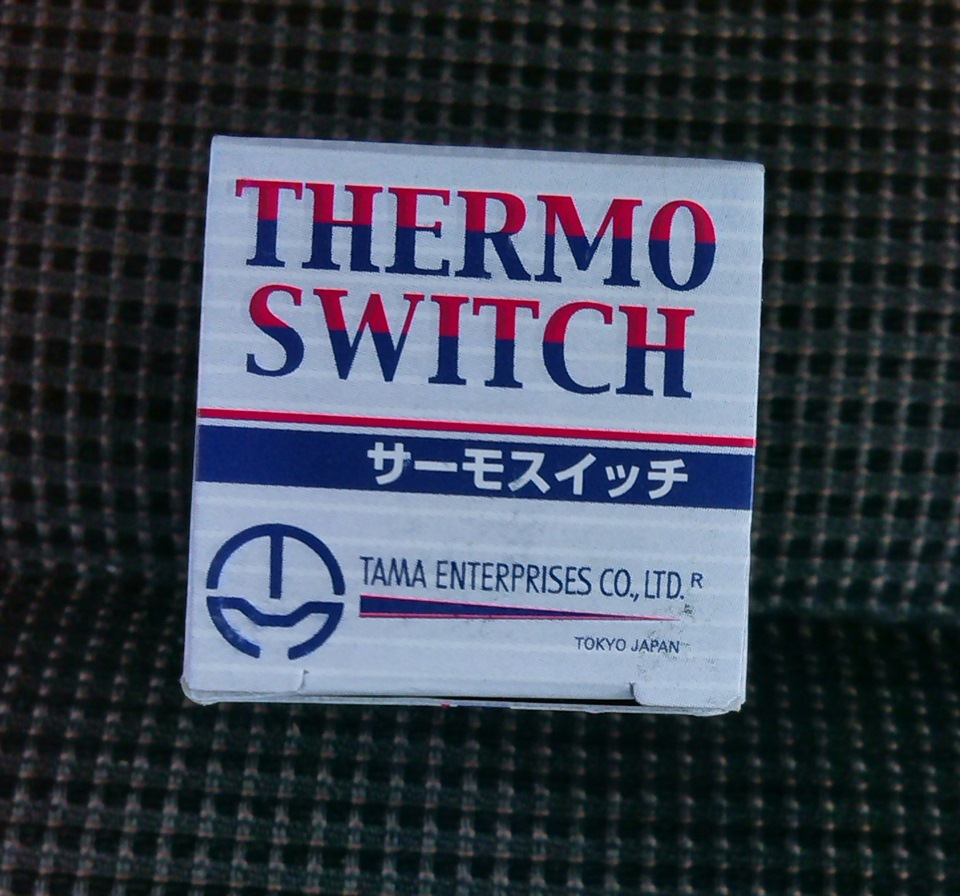 THERMO
SWITCH
サーモスイッチ
TAMA ENTERPRISES CO., LTD. R
TOKYO JAPAN